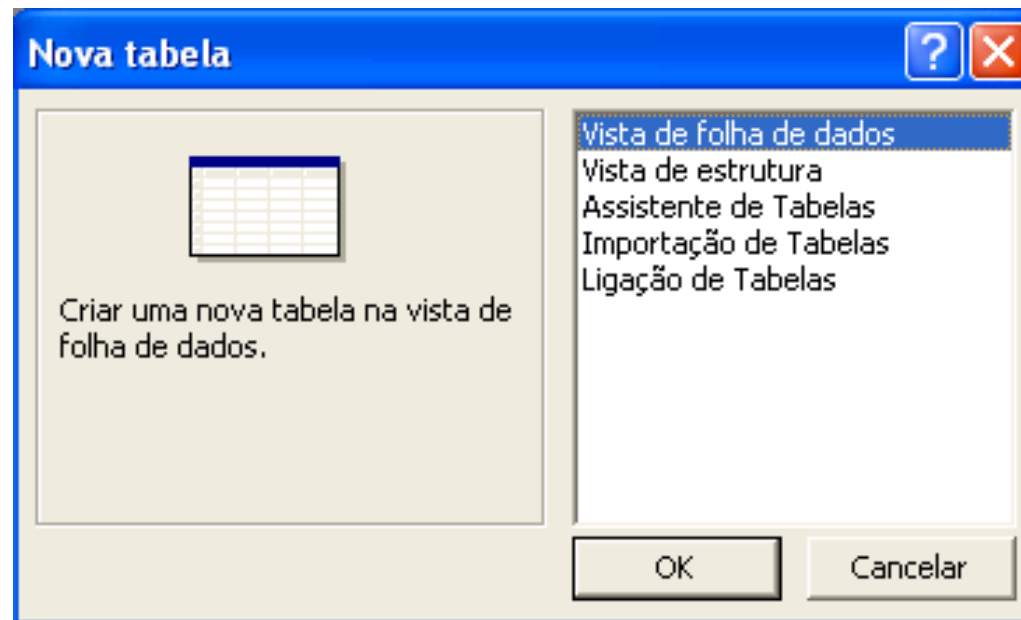 Nova tabela
Criar uma nova tabela na vista de
folha de dados.
Vista de folha de dados
Vista de estrutura
Assistente de Tabelas
Importação de Tabelas
Ligação de Tabelas
OK
Cancelar